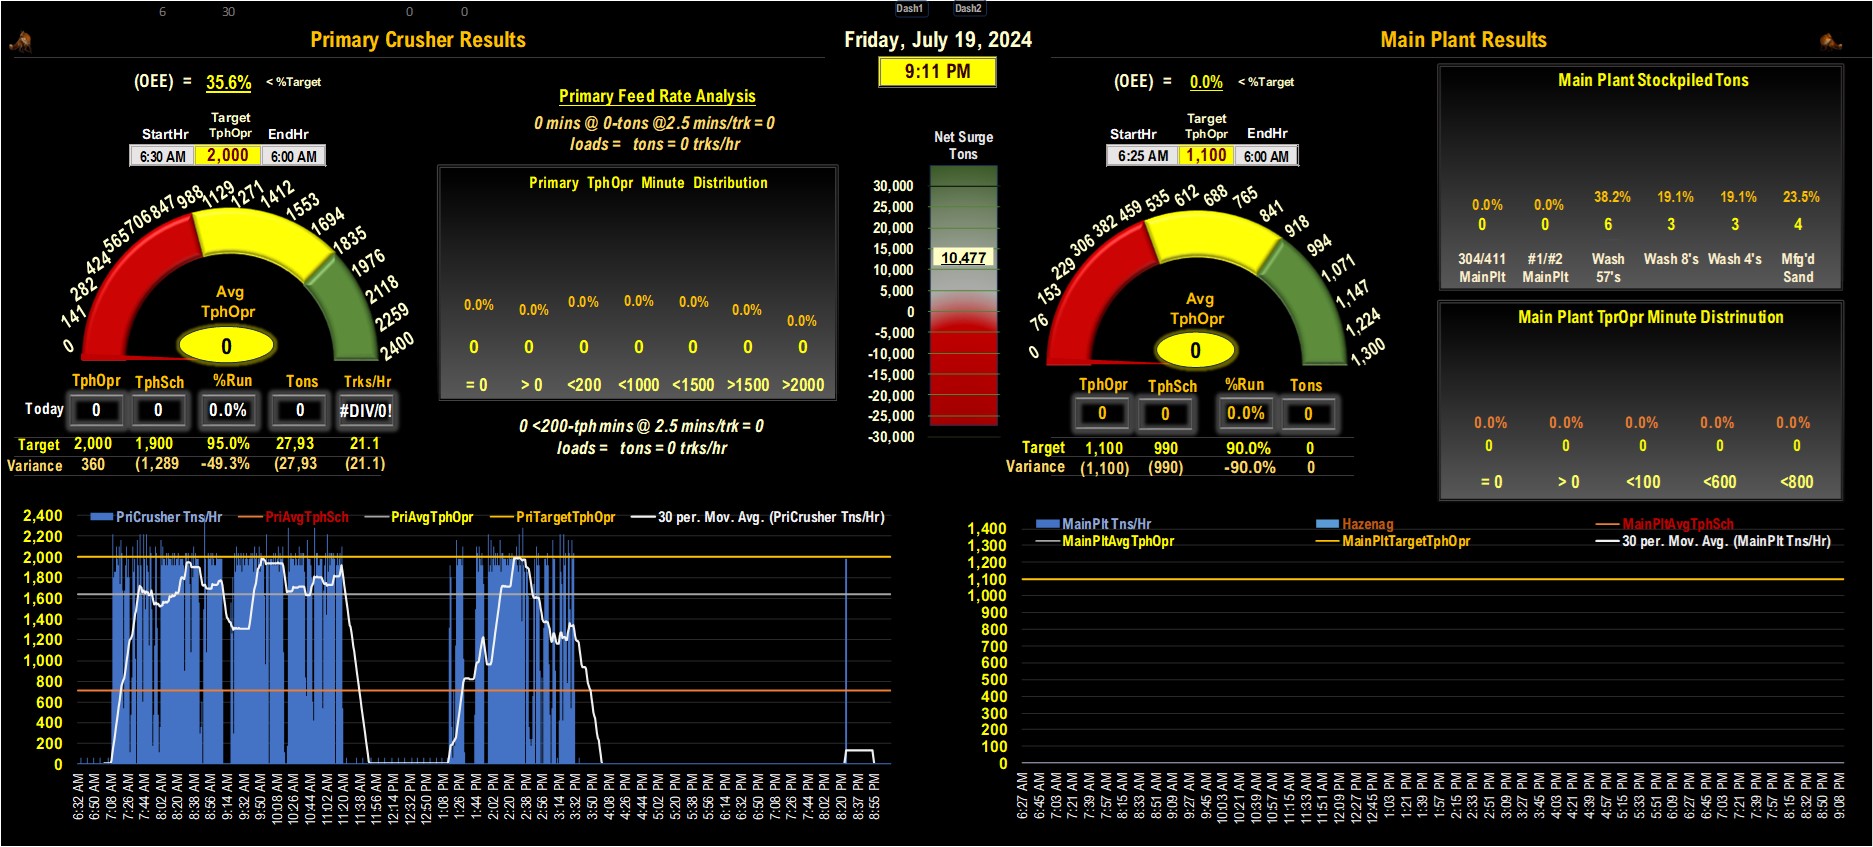 6 30 0 0 Dash1 Dash2
Primary Crusher Results
Friday, July 19, 2024
Main Plant Results
9:11 PM
(OEE) = 35.6% < %Target
StartHr Target TphOpr EndHr
6:30 AM 2,000 6:00 AM
0 141 282 424 565 706 847 988 1129 1271 1412 1553 1694 1835 1976 2118 2259 2400
Avg
TphOpr
0
TphOpr TphSch %Run Tons Trks/Hr
Today 0 0 0.0% 0 #DIV/0!
Target 2,000 1,900 95.0% 27,93 21.1
Variance 360 (1,289 -49.3% (27,93 (21.1)
Primary Feed Rate Analysis
0 mins @ 0-tons @2.5 mins/trk = 0
loads = tons = 0 trks/hr
Primary TphOpr Minute Distribution
0.0% 0.0% 0.0% 0.0% 0.0% 0.0% 0.0%
0 0 0 0 0 0 0
= 0 > 0 <200 <1000 <1500 >1500 >2000
0 <200-tph mins @ 2.5 mins/trk = 0
loads = tons = 0 trks/hr
Net Surge
Tons
30,000
25,000
20,000
15,000
10,477
10,000
5,000
0
-5,000
-10,000
-15,000
-20,000
-25,000
-30,000
(OEE) = 0.0% < %Target
StartHr Target TphOpr EndHr
6:25 AM 1,100 6:00 AM
0 76 153 229 306 382 459 535 612 688 765 841 918 994 1,071 1,147 1,224 1,300
Avg
TphOpr
0
TphOpr TphSch %Run Tons
0 0 0.0% 0
Target 1,100 990 90.0% 0
Variance (1,100) (990) -90.0% 0
Main Plant Stockpiled Tons
0.0% 0.0% 38.2% 19.1% 19.1% 23.5%
0 0 6 3 3 4
304/411 #1/#2 Wash Wash 8's Wash 4's Mfg'd
MainPlt MainPlt 57's Sand
Main Plant TprOpr Minute Distrinution
0.0% 0.0% 0.0% 0.0% 0.0%
0 0 0 0 0
= 0 > 0 <100 <600 <800
PriCrusher Tns/Hr PriAvgTphSch PriAvgTphOpr PriTargetTphOpr 30 per. Mov. Avg. (PriCrusher Tns/Hr)
2,400
2,200
2,000
1,800
1,600
1,400
1,200
1,000
800
600
400
200
0
6:32 AM 6:50 AM 7:08 AM 7:26 AM 7:44 AM 8:02 AM 8:20 AM 8:38 AM 8:56 AM 9:14 AM 9:32 AM 9:50 AM 10:08 AM 10:26 AM 10:44 AM 11:02 AM 11:20 AM 11:38 AM 11:56 AM 12:14 PM 12:32 PM 12:50 PM 1:08 PM 1:26 PM 1:44 PM 2:02 PM 2:20 PM 2:38 PM 2:56 PM 3:14 PM 3:32 PM 3:50 PM 4:08 PM 4:26 PM 4:44 PM 5:02 PM 5:20 PM 5:38 PM 5:56 PM 6:14 PM 6:32 PM 6:50 PM 7:08 PM 7:26 PM 7:44 PM 8:02 PM 8:20 PM 8:37 PM 8:55 PM
MainPlt Tns/Hr Hazenag MainPltAvgTphSch
MainPltAvgTphOpr MainPltTargetTphOpr 30 per. Mov. Avg. (MainPlt Tns/Hr)
1,400
1,300
1,200
1,100
1,000
900
800
700
600
500
400
300
200
100
0
6:27 AM 6:45 AM 7:03 AM 7:21 AM 7:39 AM 7:57 AM 8:15 AM 8:33 AM 8:51 AM 9:09 AM 9:27 AM 9:45 AM 10:03 AM 10:21 AM 10:39 AM 10:57 AM 11:15 AM 11:33 AM 11:51 AM 12:09 PM 12:27 PM 12:45 PM 1:03 PM 1:21 PM 1:39 PM 1:57 PM 2:15 PM 2:33 PM 2:51 PM 3:09 PM 3:27 PM 3:45 PM 4:03 PM 4:21 PM 4:39 PM 4:57 PM 5:15 PM 5:33 PM 5:51 PM 6:09 PM 6:27 PM 6:45 PM 7:03 PM 7:21 PM 7:39 PM 7:57 PM 8:15 PM 8:32 PM 8:50 PM 9:08 PM